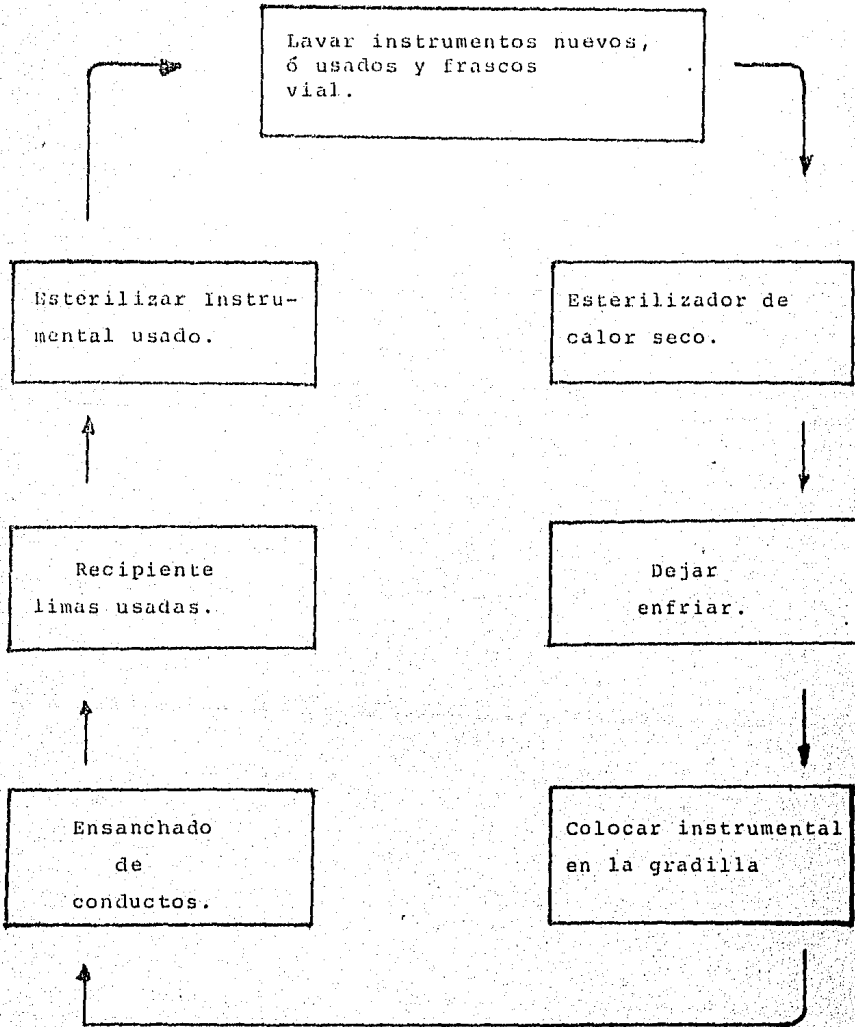 Lavar instrumentos nuevos,
ó usados y frascos
vial.
Esterilizar Instru-
mental usado.
Esterilizador de
calor seco.
Recipiente
limas usadas.
Dejar
enfriar.
Ensanchado
de
conductos.
Colocar instrumental
en la gradilla